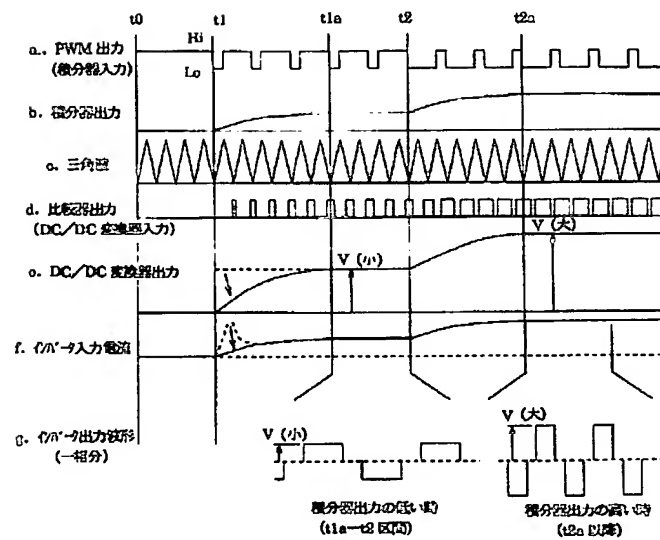 t0 t1 t1a t2 t2a
a. PWM 出力 Hi
(積分器入力) Lo
b. 積分器出力
c. 三角波
d. 比較器出力
(DC/DC 変換器入力)
e. DC/DC 変換器出力 V (小) V (大)
f. インバータ入力電流
g. インバータ出力波形
(一相分)
V (小) V (大)
積分器出力の低い時 積分器出力の高い時
(t1a―t2 区間) (t2a 以降)